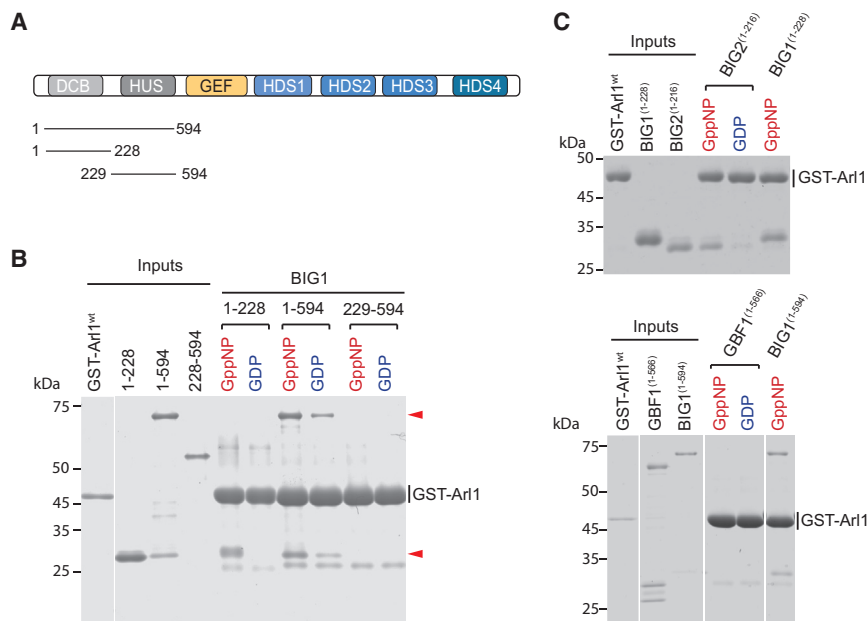 A
DCB HUS GEF HDS1 HDS2 HDS3 HDS4
1 594
1 228
229 594
B
Inputs
BIG1
1-228 1-594 229-594
GST-Arl1wt 1-228 1-594 228-594 GppNP GDP GppNP GDP GppNP GDP
kDa
75
50
45
35
25
GST-Arl1
C
Inputs
BIG2(1-216) BIG1(1-228)
GST-Arl1wt BIG1(1-228) BIG2(1-216) GppNP GDP GppNP
kDa
50
45
35
25
GST-Arl1
Inputs
GBF1(1-566) BIG1(1-594)
GST-Arl1wt GBF1(1-566) BIG1(1-594) GppNP GDP GppNP
kDa
75
50
45
35
25
GST-Arl1